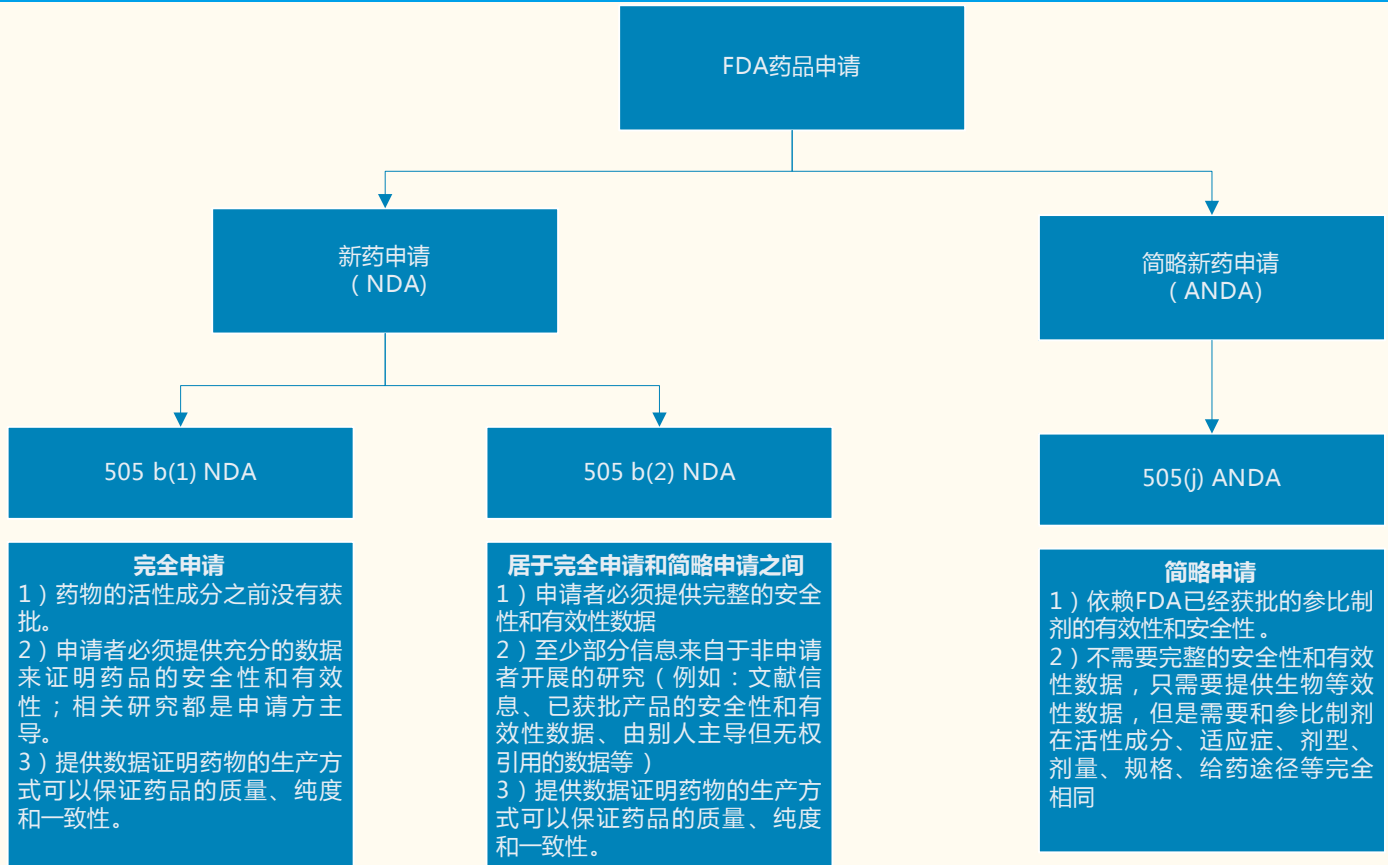 FDA药品申请
新药申请
（NDA)
简略新药申请
（ANDA)
505 b(1) NDA
505 b(2) NDA
505(j) ANDA
完全申请
1）药物的活性成分之前没有获
批。
2）申请者必须提供充分的数据
来证明药品的安全性和有效
性；相关研究都是申请方主
导。
3）提供数据证明药物的生产方
式可以保证药品的质量、纯度
和一致性。
居于完全申请和简略申请之间
1）申请者必须提供完整的安全
性和有效性数据
2）至少部分信息来自于非申请
者开展的研究（例如：文献信
息、已获批产品的安全性和有
效性数据、由别人主导但无权
引用的数据等）
3）提供数据证明药物的生产方
式可以保证药品的质量、纯度
和一致性。
简略申请
1）依赖FDA已经获批的参比制
剂的有效性和安全性。
2）不需要完整的安全性和有效
性数据，只需要提供生物等效
性数据，但是需要和参比制剂
在活性成分、适应症、剂型、
剂量、规格、给药途径等完全
相同